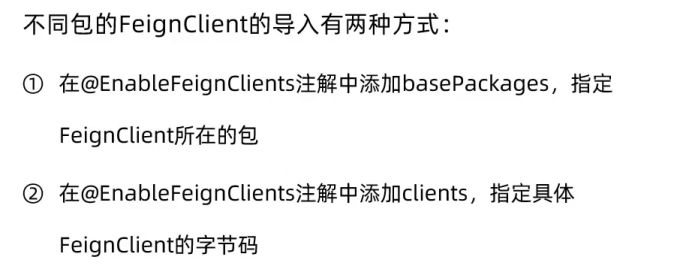 不同包的FeignClient的导入有两种方式：
① 在@EnableFeignClients注解中添加basePackages，指定
FeignClient所在的包
② 在@EnableFeignClients注解中添加clients，指定具体
FeignClient的字节码